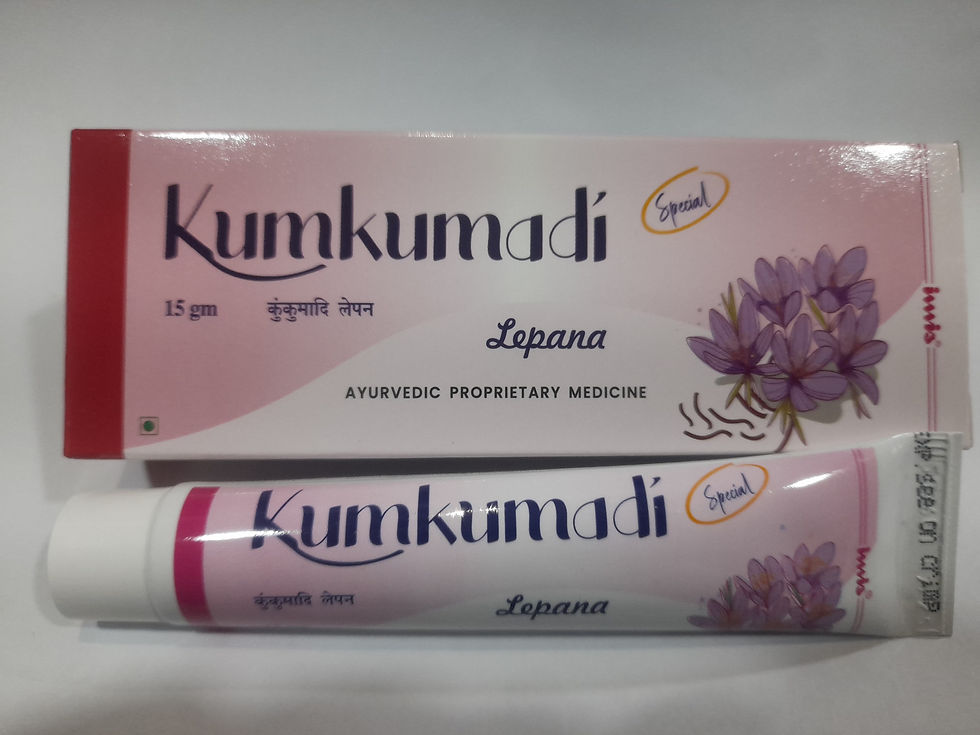 Kumkumadi
Special
15 gm
कुंकुमादि लेपन
Lepana
AYURVEDIC PROPRIETARY MEDICINE
Kumkumadi
Special
कुंकुमादि लेपन
Lepana